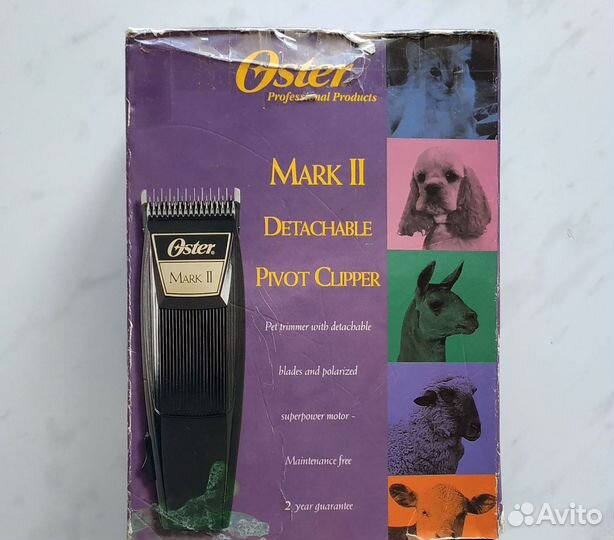 Oster
Professional Products
MARK II
DETACHABLE
PIVOT CLIPPER
Pet trimmer with detachable
blades and polarized
superpower motor -
Maintenance free
2 year guarantee
Oster®
MARK II
Avito